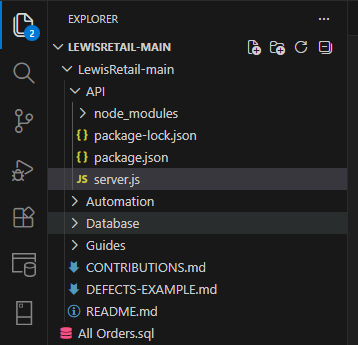 EXPLORER
2
LEWISRETAIL-MAIN
LewisRetail-main
API
node_modules
{} package-lock.json
{} package.json
JS server.js
Automation
Database
Guides
CONTRIBUTIONS.md
DEFECTS-EXAMPLE.md
README.md
All Orders.sql